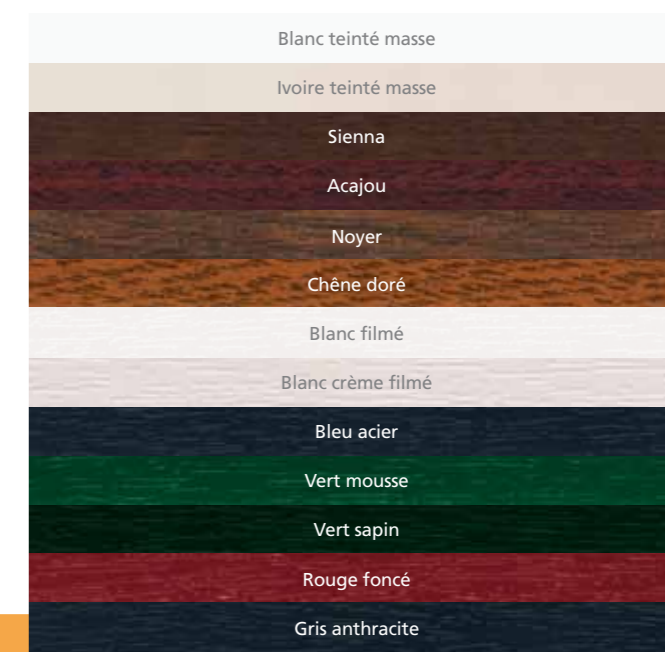 Blanc teinté masse
Ivoire teinté masse
Sienna
Acajou
Noyer
Chêne doré
Blanc filmé
Blanc crème filmé
Bleu acier
Vert mousse
Vert sapin
Rouge foncé
Gris anthracite